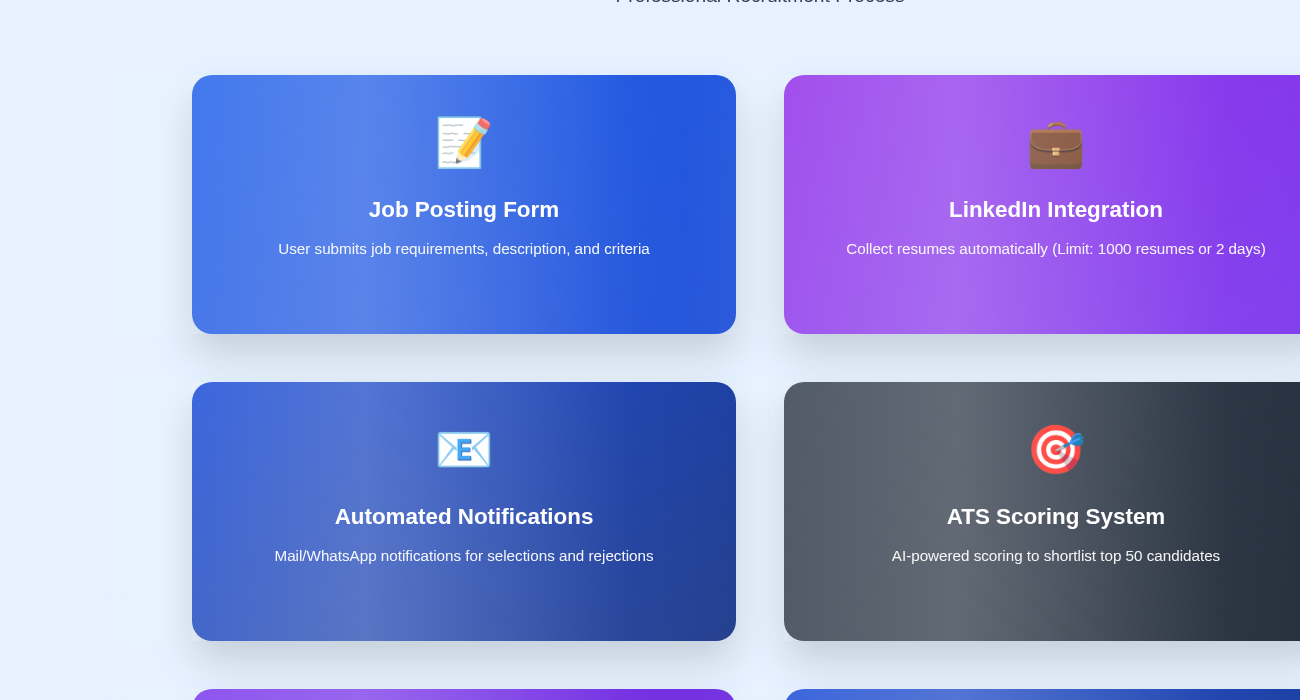 Professional Recruitment Process
Job Posting Form
User submits job requirements, description, and criteria
LinkedIn Integration
Collect resumes automatically (Limit: 1000 resumes or 2 days)
Automated Notifications
Mail/WhatsApp notifications for selections and rejections
ATS Scoring System
AI-powered scoring to shortlist top 50 candidates